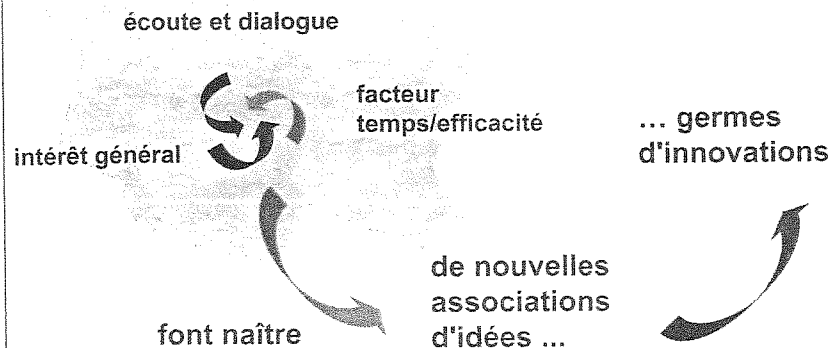 écoute et dialogue
facteur
temps/efficacité
intérêt général
font naître
de nouvelles
associations
d'idées ...
... germes
d'innovations